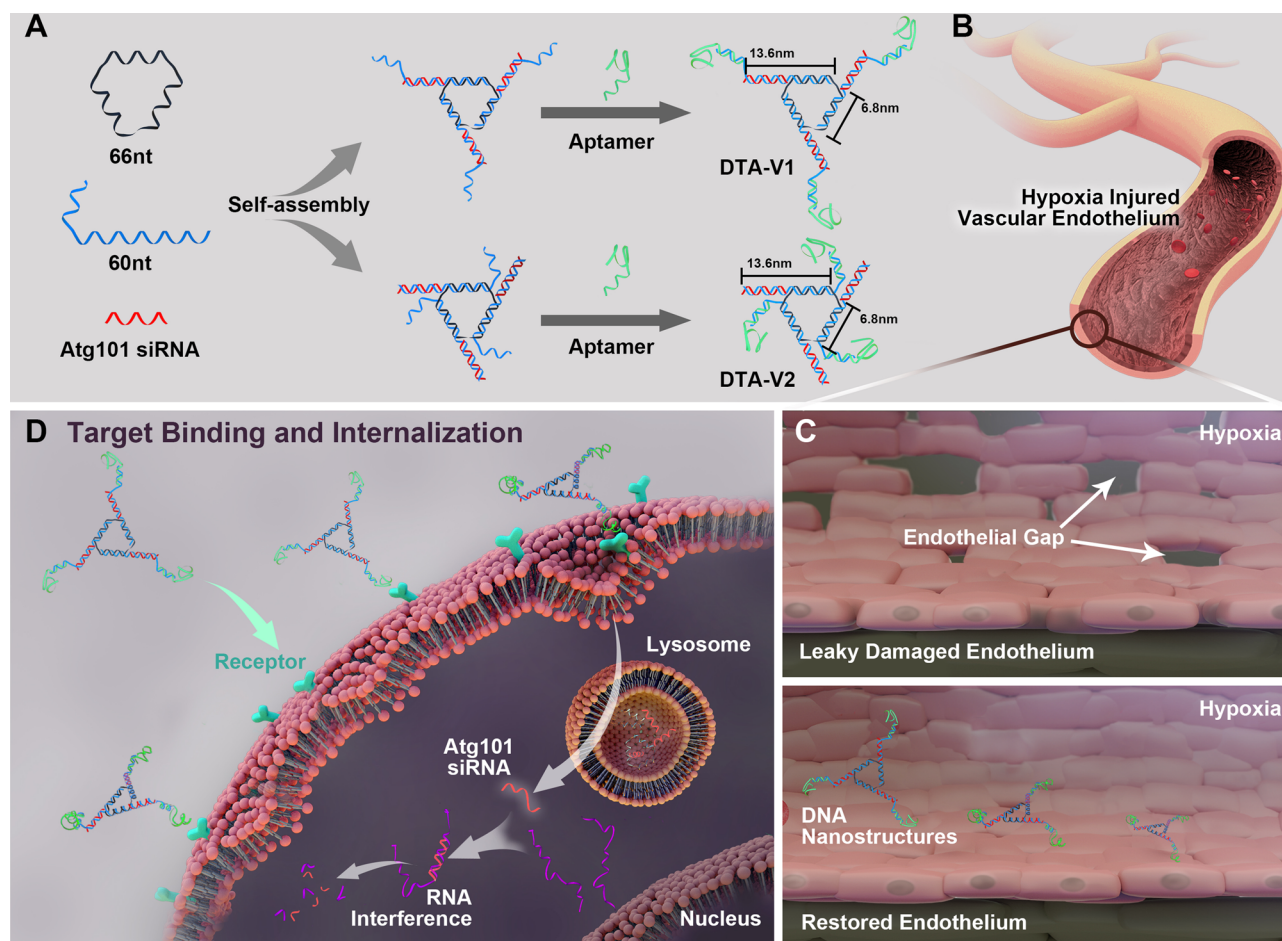 A
66nt
60nt
Atg101 siRNA
Self-assembly
Aptamer
13.6nm
6.8nm
DTA-V1
Aptamer
13.6nm
6.8nm
DTA-V2
B
Hypoxia Injured
Vascular Endothelium
D Target Binding and Internalization
Receptor
Lysosome
Atg101
siRNA
RNA
Interference
Nucleus
C
Hypoxia
Endothelial Gap
Leaky Damaged Endothelium
Hypoxia
DNA
Nanostructures
Restored Endothelium